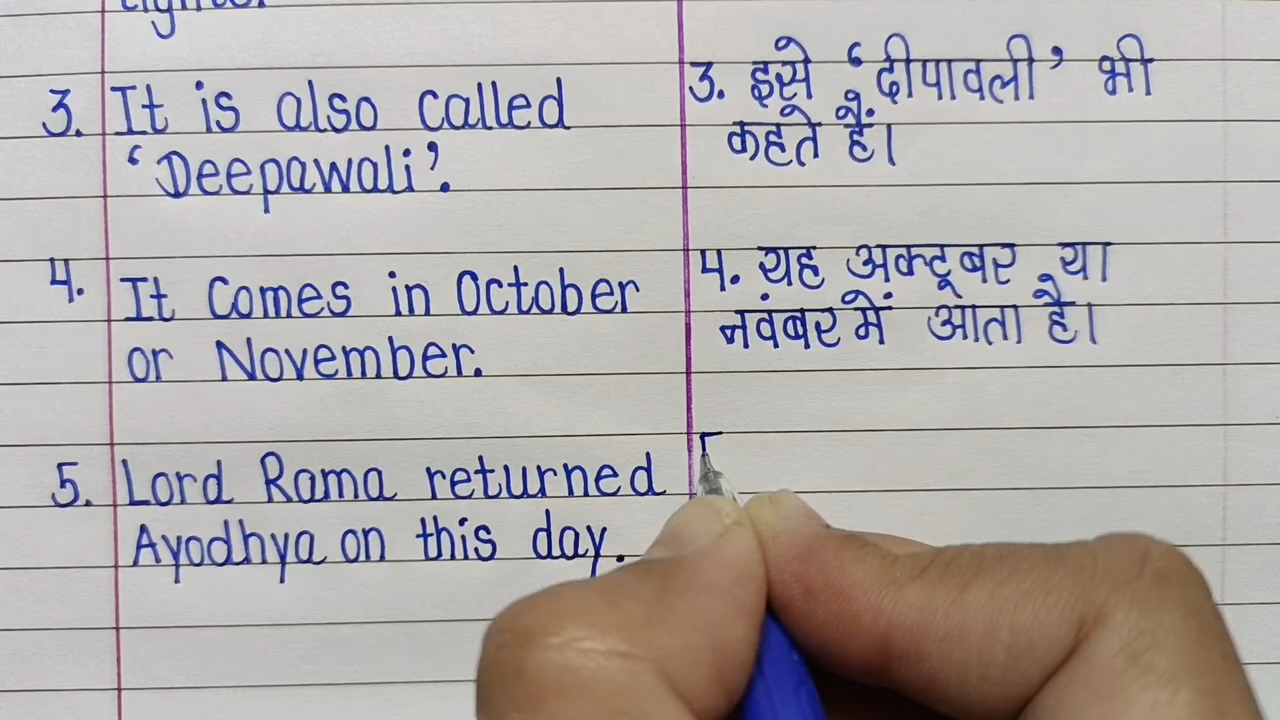 3. It is also called
'Deepawali'.
4. It Comes in October
or November.
5. Lord Rama returned
Ayodhya on this day.
3. इसे 'दीपावली' भी
कहते हैं।
4. यह अक्टूबर या
नवंबर में आता है।